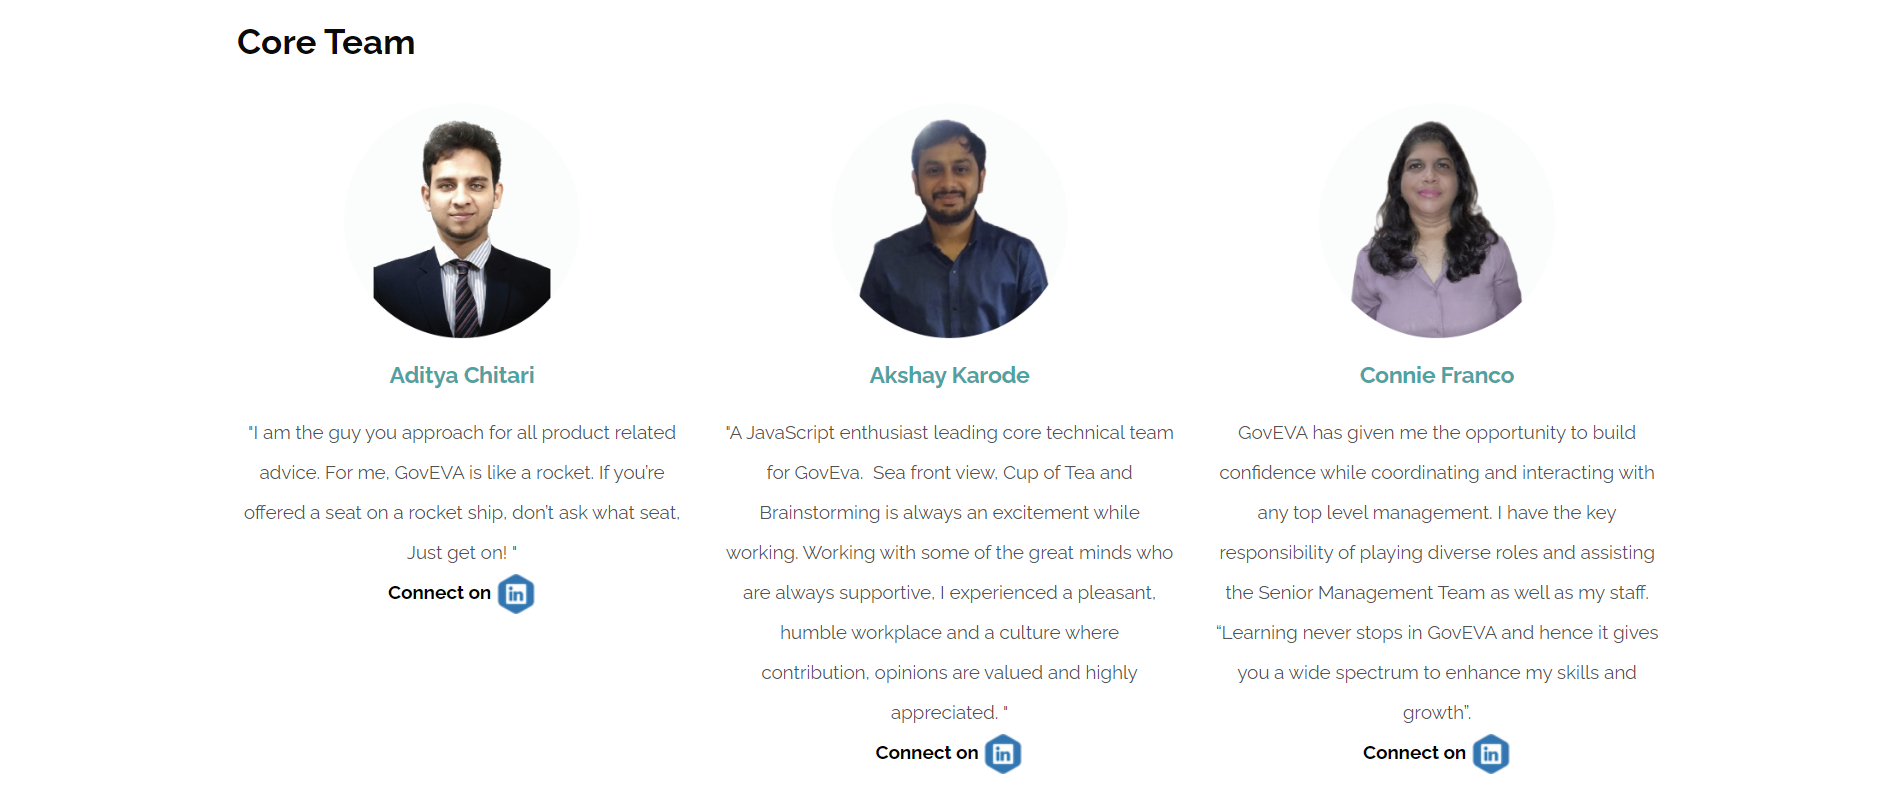 Core Team
Aditya Chitari
"I am the guy you approach for all product related
advice. For me, GovEVA is like a rocket. If you’re
offered a seat on a rocket ship, don’t ask what seat,
Just get on! "
Connect on in
Akshay Karode
"A JavaScript enthusiast leading core technical team
for GovEva.  Sea front view, Cup of Tea and
Brainstorming is always an excitement while
working. Working with some of the great minds who
are always supportive, I experienced a pleasant,
humble workplace and a culture where
contribution, opinions are valued and highly
appreciated. "
Connect on in
Connie Franco
GovEVA has given me the opportunity to build
confidence while coordinating and interacting with
any top level management. I have the key
responsibility of playing diverse roles and assisting
the Senior Management Team as well as my staff.
“Learning never stops in GovEVA and hence it gives
you a wide spectrum to enhance my skills and
growth”.
Connect on in